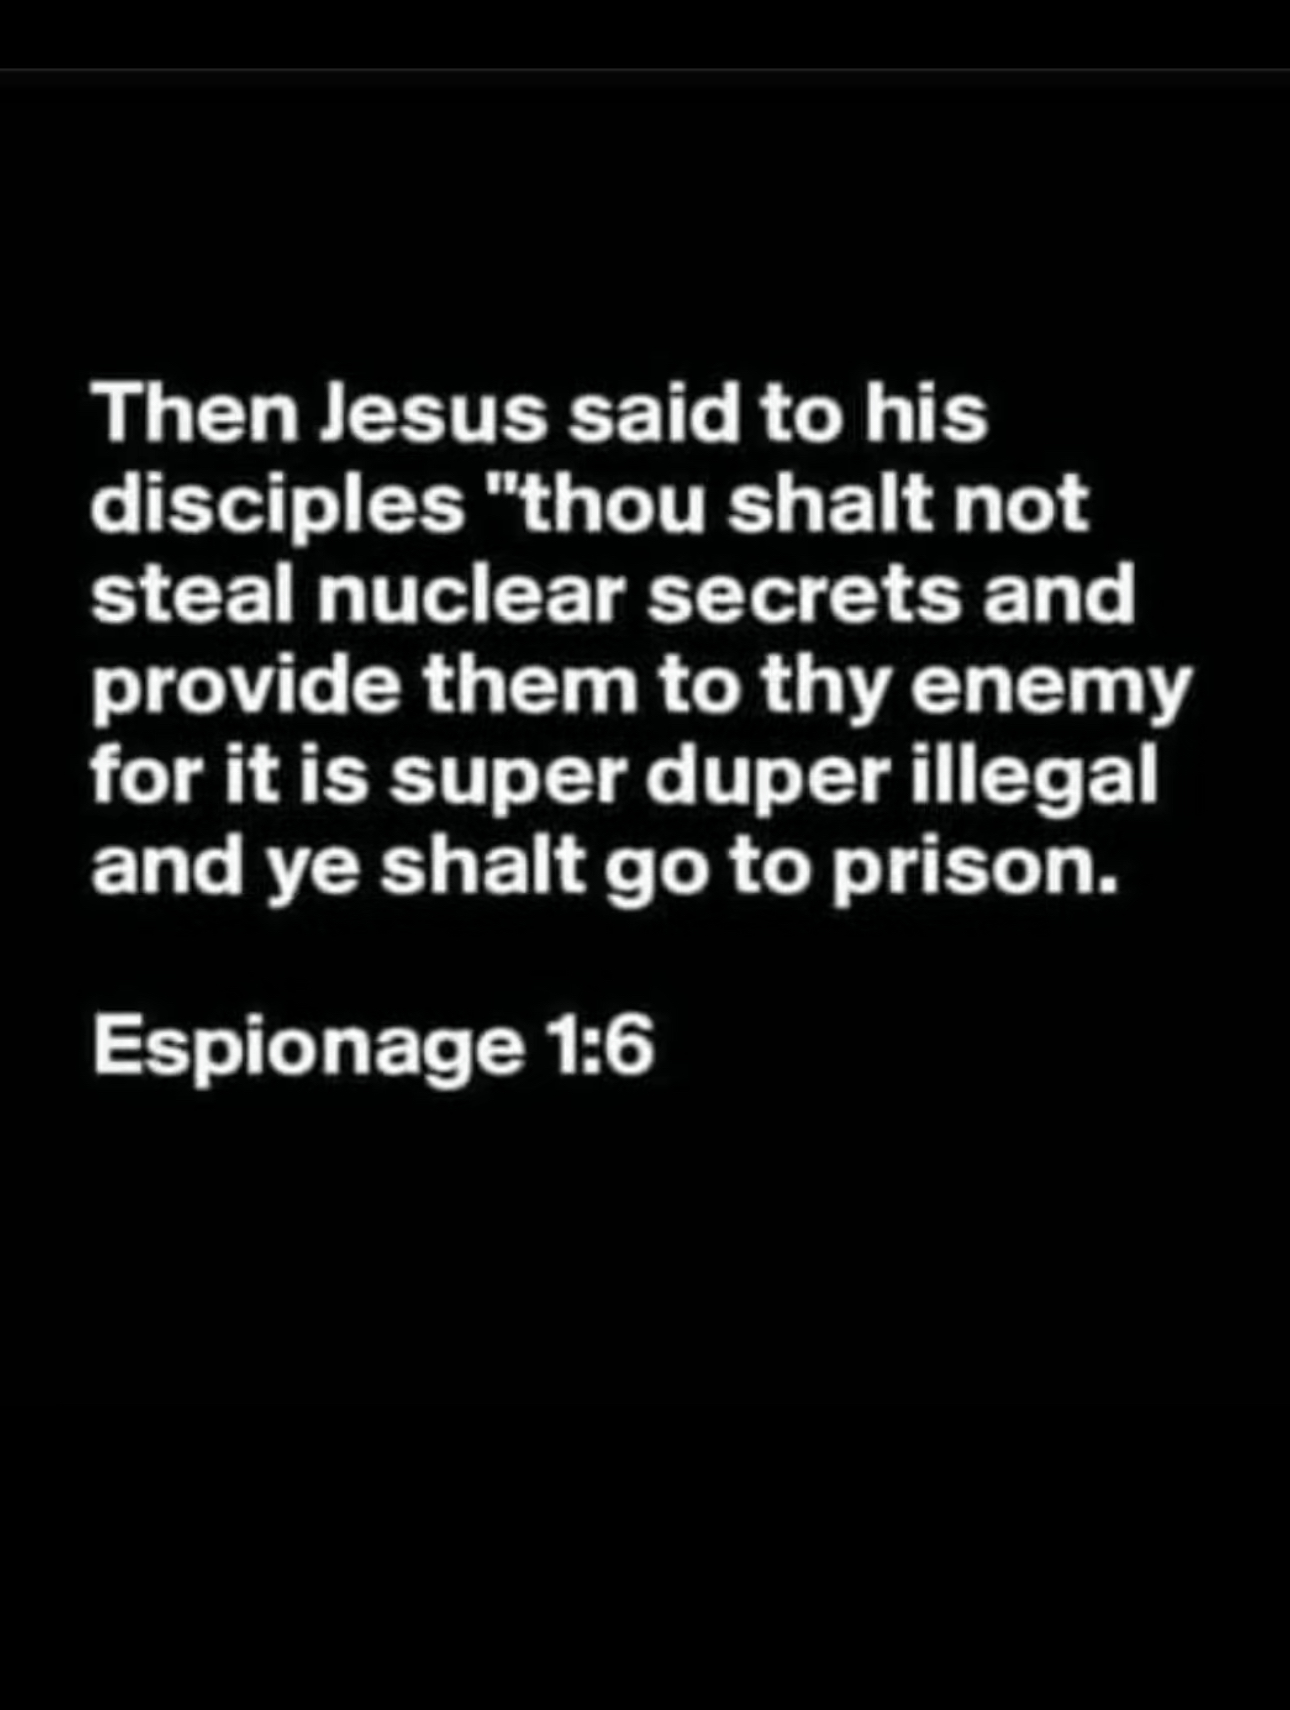 Then Jesus said to his
disciples "thou shalt not
steal nuclear secrets and
provide them to thy enemy
for it is super duper illegal
and ye shalt go to prison.
Espionage 1:6